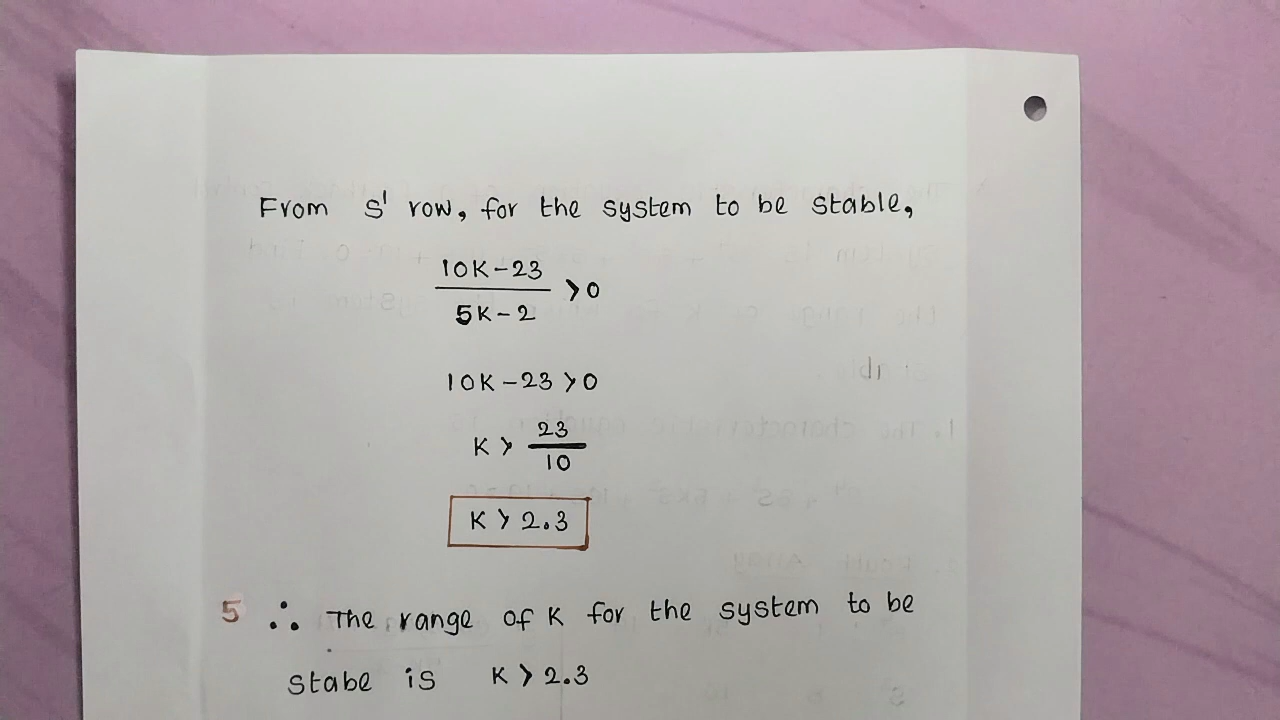 From S¹ row, for the system to be stable,
10K-23
5K-2
>0
10K-23>0
K> 23
10
K>2.3
5 ∴ The range of K for the system to be
stabe is K>2.3